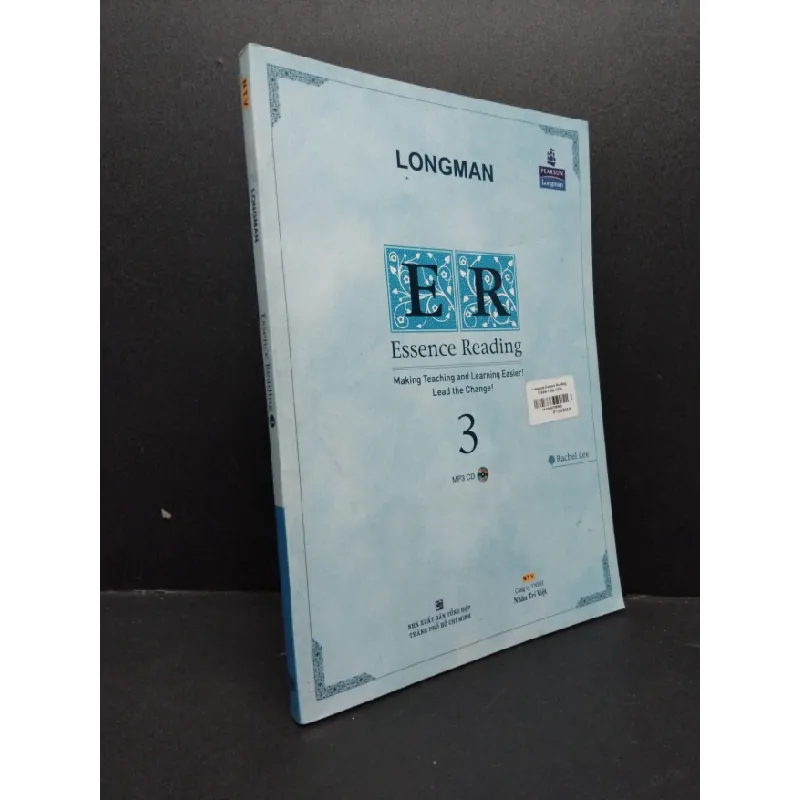 NTV
LONGMAN
Essence Reading
LONGMAN
PEARSON
Longman
E R
Essence Reading
Making Teaching and Learning Easier!
Lead the Change!
3
MP3 CD
Rachel Lee
NHÀ XUẤT BẢN TỔNG HỢP
THÀNH PHỐ HỒ CHÍ MINH
NTV
Nhân Trí Việt